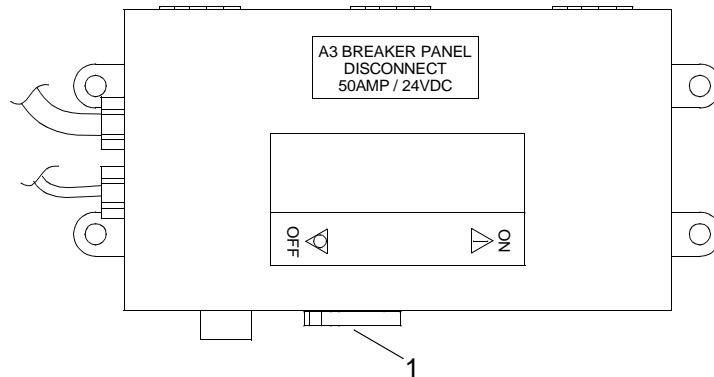 A3 BREAKER PANEL
DISCONNECT
50AMP / 24VDC
OFF
ON
1